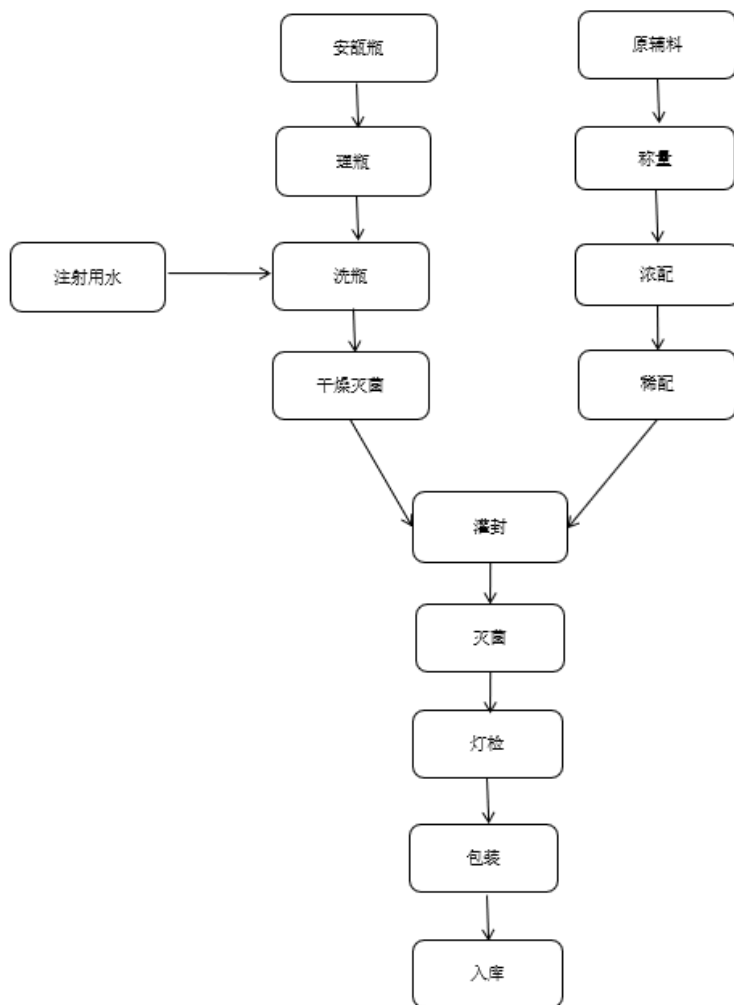 安瓿瓶
原辅料
理瓶
称量
注射用水
洗瓶
浓配
干燥灭菌
稀配
灌封
灭菌
灯检
包装
入库